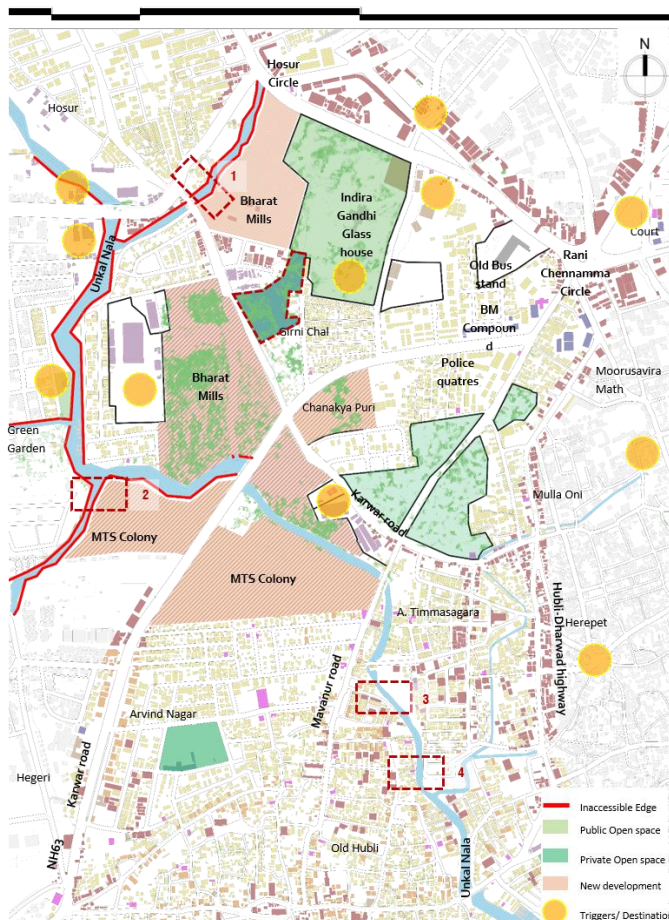 N
Hosur
Circle
Hosur
1
Bharat
Mills
Indira
Gandhi
Glass
house
Court
Unkal Nala
Old Bus
stand
Rani
Chennamma
Circle
BM
Compoun
d
Girni Chal
Police
quatres
Moorusavira
Math
Bharat
Mills
Chanakya Puri
Green
Garden
2
Karwar road
Mulla Oni
MTS Colony
MTS Colony
A. Timmasagara
Herepet
Hubli-Dharwad highway
Mavanur road
3
Arvind Nagar
Karwar road
4
Hegeri
Old Hubli
NH63
Unkal Nala
Inaccessible Edge
Public Open space
Private Open space
New development
Triggers/ Destinatio